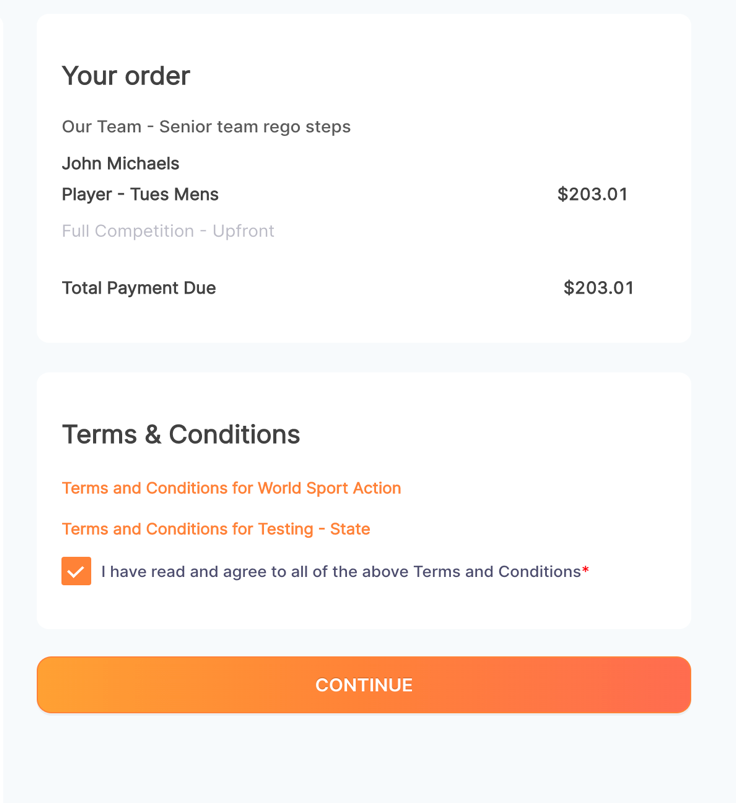 Your order
Our Team - Senior team rego steps
John Michaels
Player - Tues Mens $203.01
Full Competition - Upfront
Total Payment Due $203.01
Terms & Conditions
Terms and Conditions for World Sport Action
Terms and Conditions for Testing - State
I have read and agree to all of the above Terms and Conditions*
CONTINUE